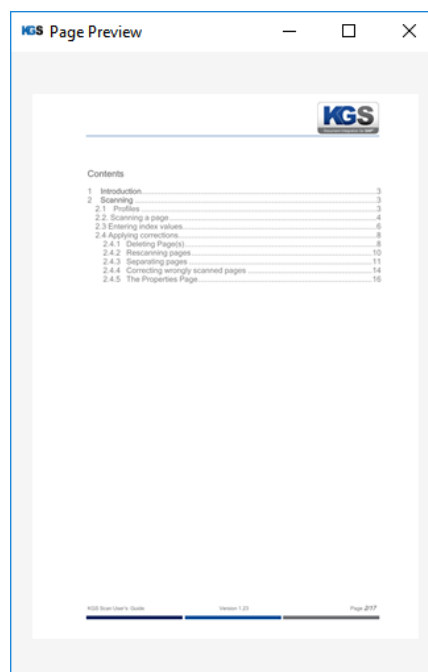 KGS Page Preview
KGS
Contents
1 Introduction....................3
2 Scanning....................3
2.1 Profiles....................3
2.2. Scanning a page....................4
2.3 Entering index values....................6
2.4 Applying corrections....................8
2.4.1 Deleting Page(s)....................8
2.4.2 Rescanning pages....................10
2.4.3 Separating pages....................11
2.4.4 Correcting wrongly scanned pages....................14
2.4.5 The Properties Page....................16
KGS Scan User's Guide Version 1.23 Page 2/17